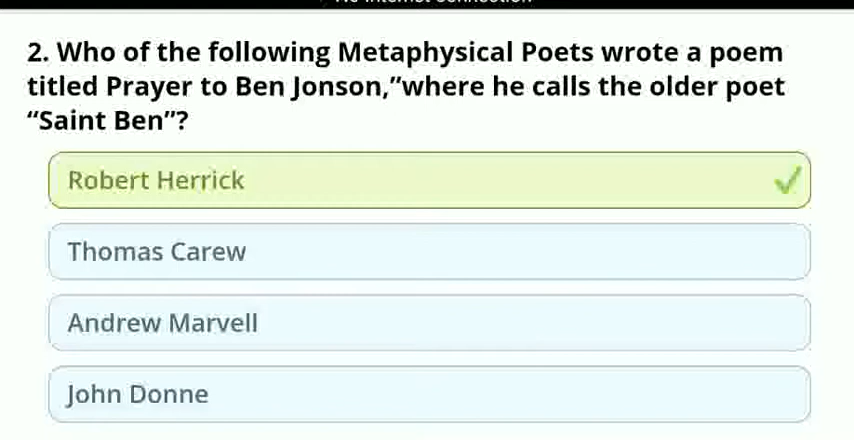 2. Who of the following Metaphysical Poets wrote a poem
titled Prayer to Ben Jonson,”where he calls the older poet
“Saint Ben”?
Robert Herrick
Thomas Carew
Andrew Marvell
John Donne